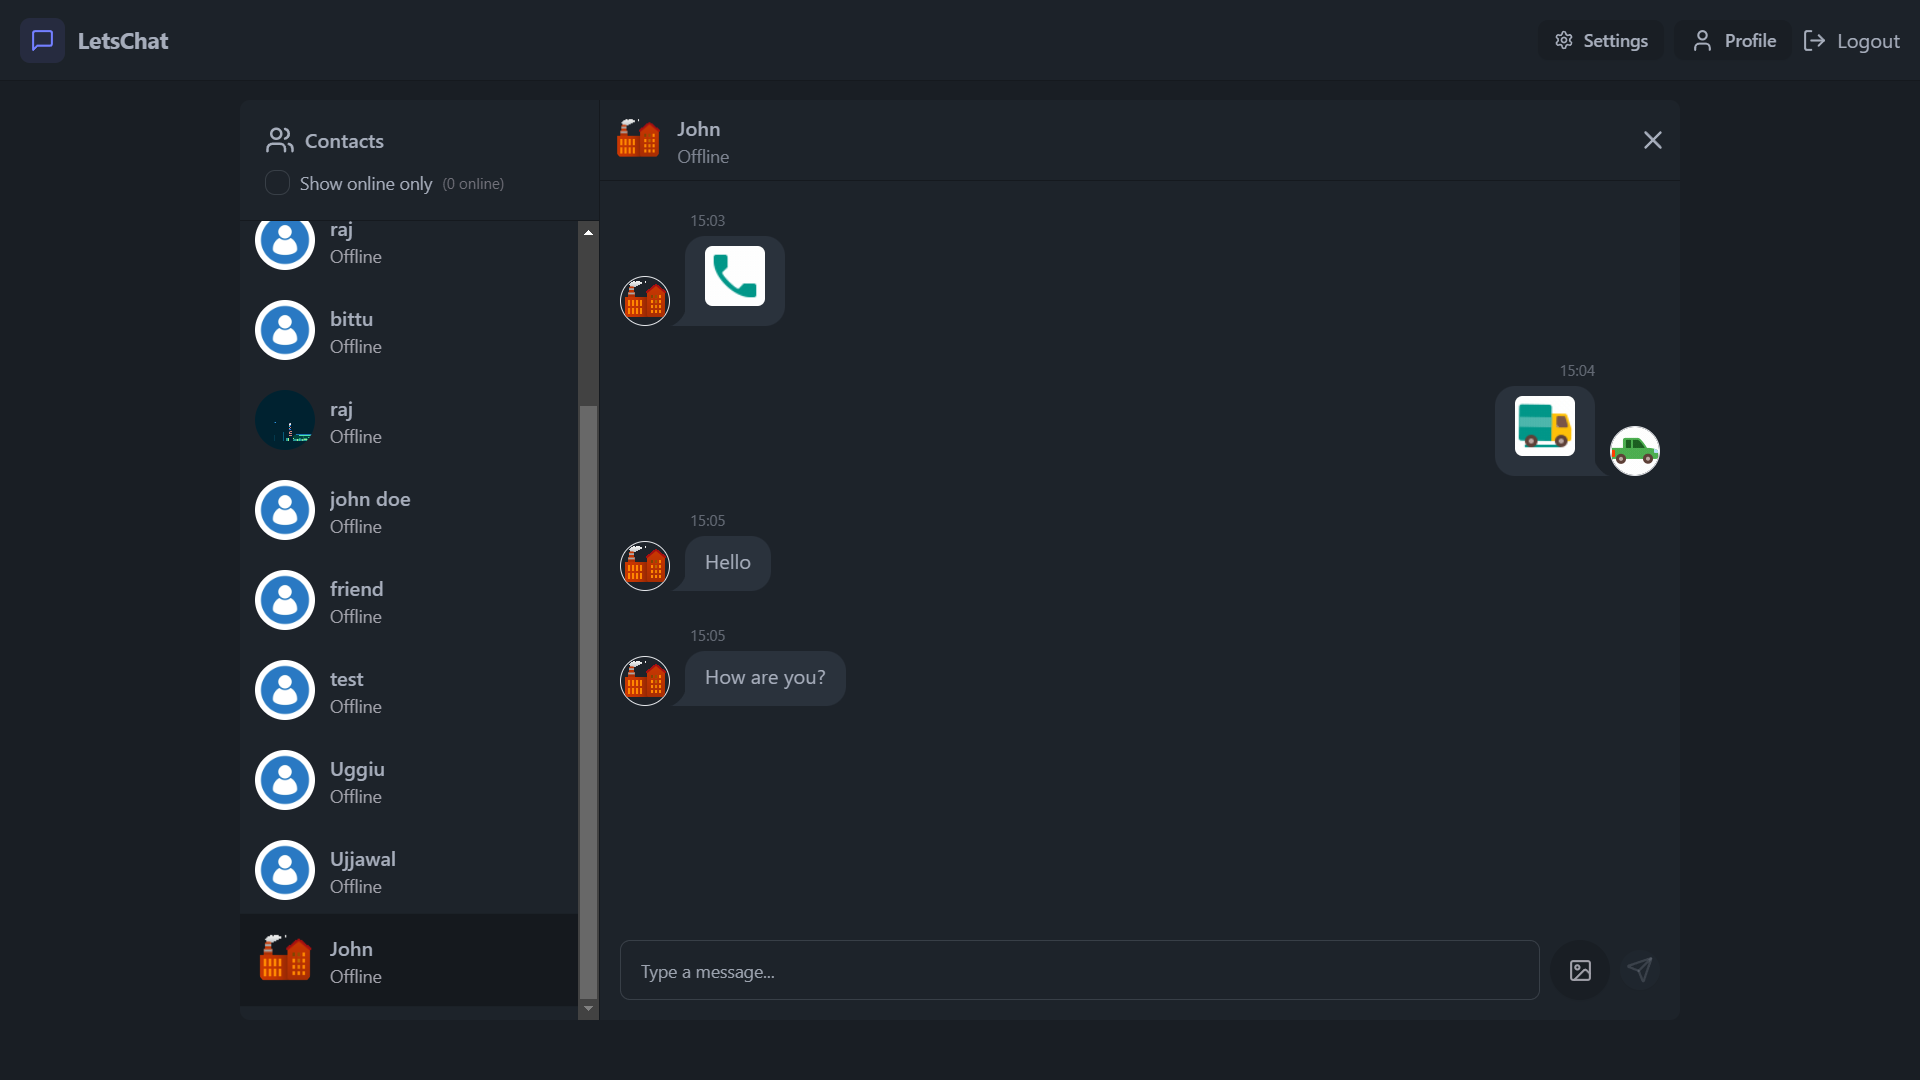 LetsChat
Settings
Profile
Logout
Contacts
Show online only (0 online)
raj
Offline
bittu
Offline
raj
Offline
john doe
Offline
friend
Offline
test
Offline
Uggiu
Offline
Ujjawal
Offline
John
Offline
John
Offline
15:03
15:04
15:05
Hello
15:05
How are you?
Type a message...